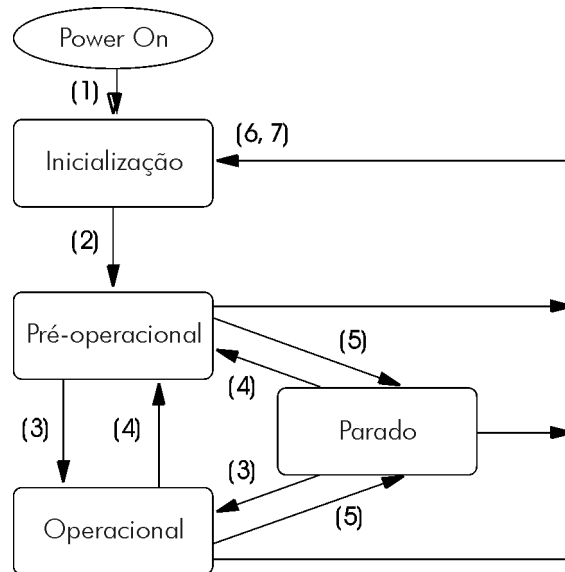 Power On
(1)
Inicialização
(6, 7)
(2)
Pré-operacional
(5)
(4)
(3)
(4)
Parado
(3)
(5)
Operacional